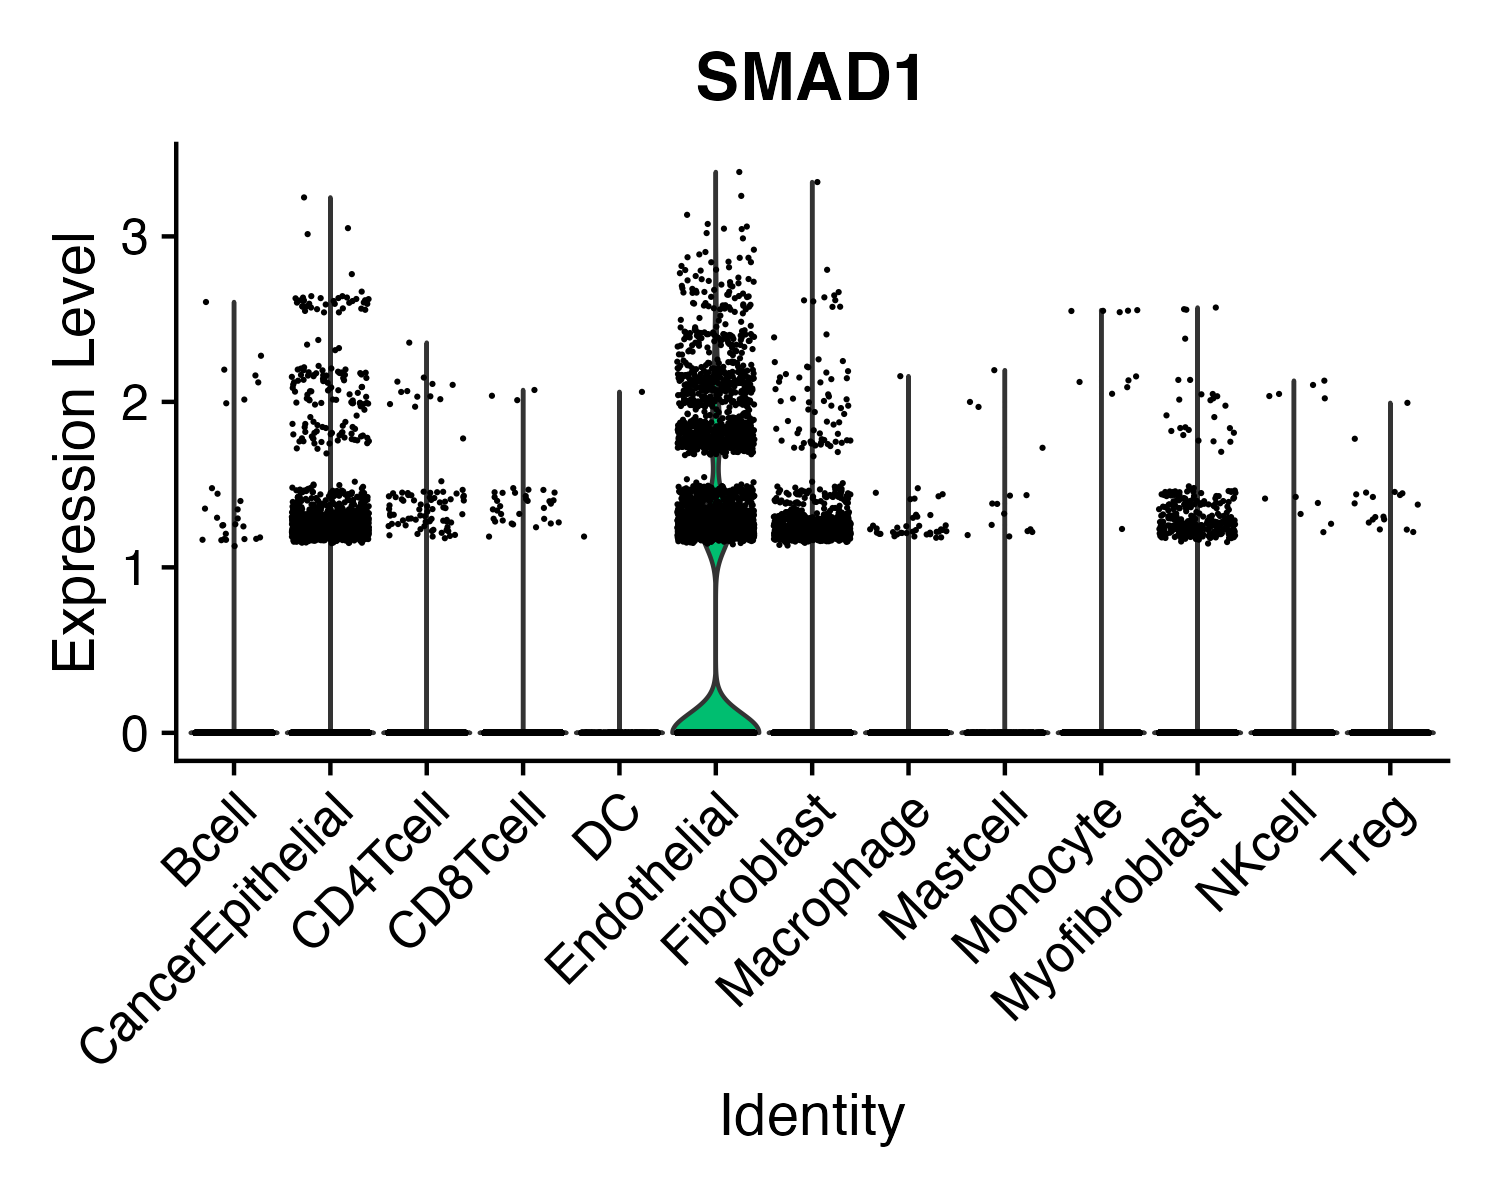 SMAD1
Expression Level
3
2
1
0
Bcell
CancerEpithelial
CD4Tcell
CD8Tcell
DC
Endothelial
Fibroblast
Macrophage
Mastcell
Monocyte
Myofibroblast
NKcell
Treg
Identity